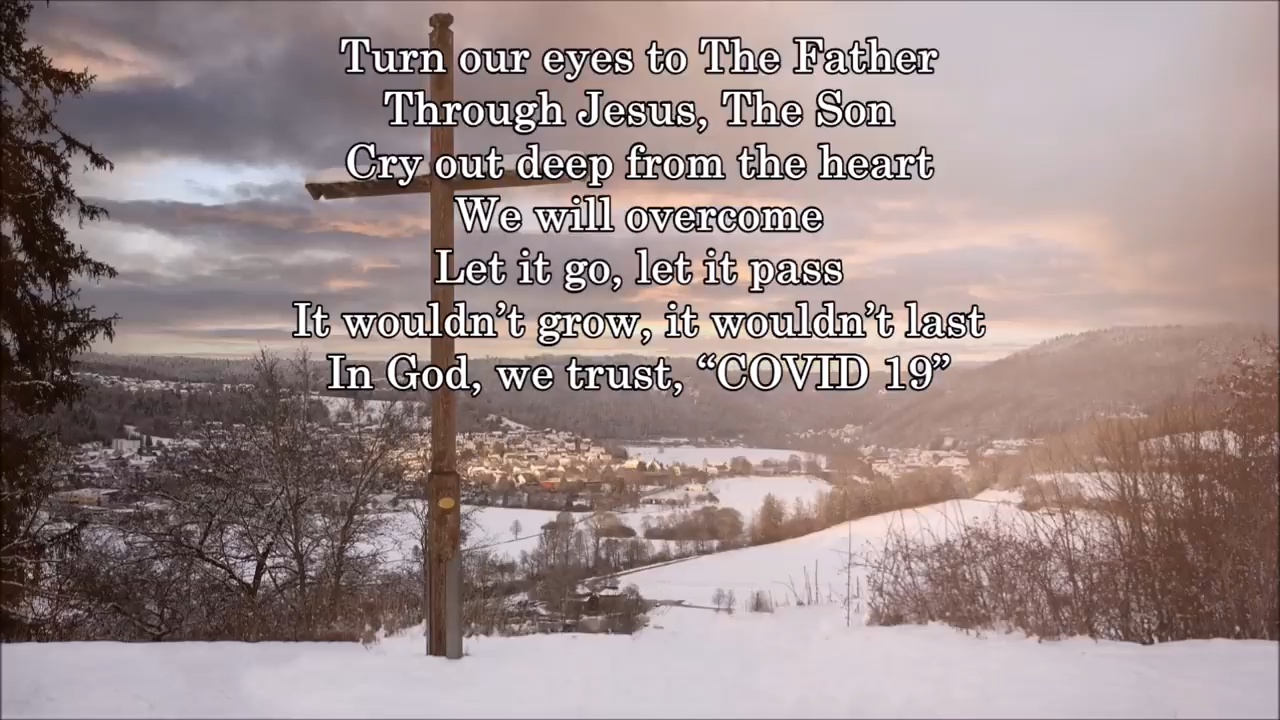 Turn our eyes to The Father
Through Jesus, The Son
Cry out deep from the heart
We will overcome
Let it go, let it pass
It wouldn’t grow, it wouldn’t last
In God, we trust, “COVID 19”